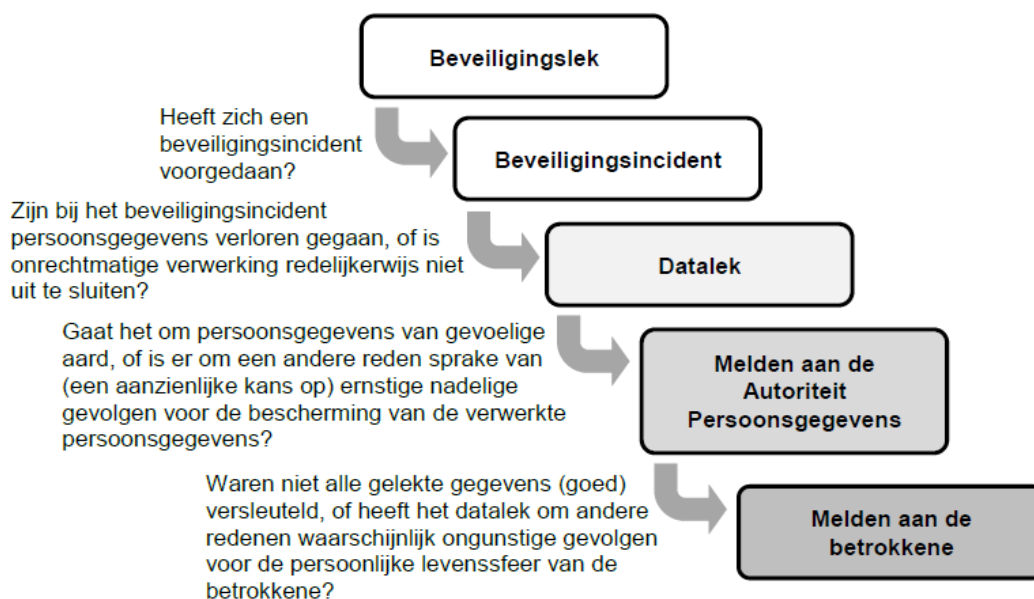 Beveiligingslek
Heeft zich een
beveiligingsincident
voorgedaan?
Beveiligingsincident
Zijn bij het beveiligingsincident
persoonsgegevens verloren gegaan, of is
onrechtmatige verwerking redelijkerwijs niet
uit te sluiten?
Datalek
Gaat het om persoonsgegevens van gevoelige
aard, of is er om een andere reden sprake van
(een aanzienlijke kans op) ernstige nadelige
gevolgen voor de bescherming van de verwerkte
persoonsgegevens?
Melden aan de
Autoriteit
Persoonsgegevens
Waren niet alle gelekte gegevens (goed)
versleuteld, of heeft het datalek om andere
redenen waarschijnlijk ongunstige gevolgen
voor de persoonlijke levenssfeer van de
betrokkene?
Melden aan de
betrokkene